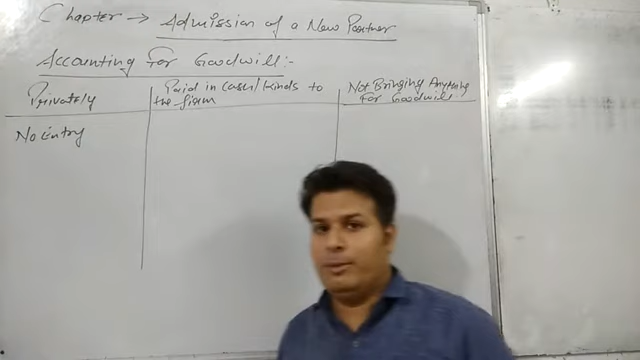 Chapter → Admission of a New Partner
Accounting For Goodwill:-
Privately
Paid in Cash/kinds to
the firm
Not Bringing Anything
For Goodwill
No Entry